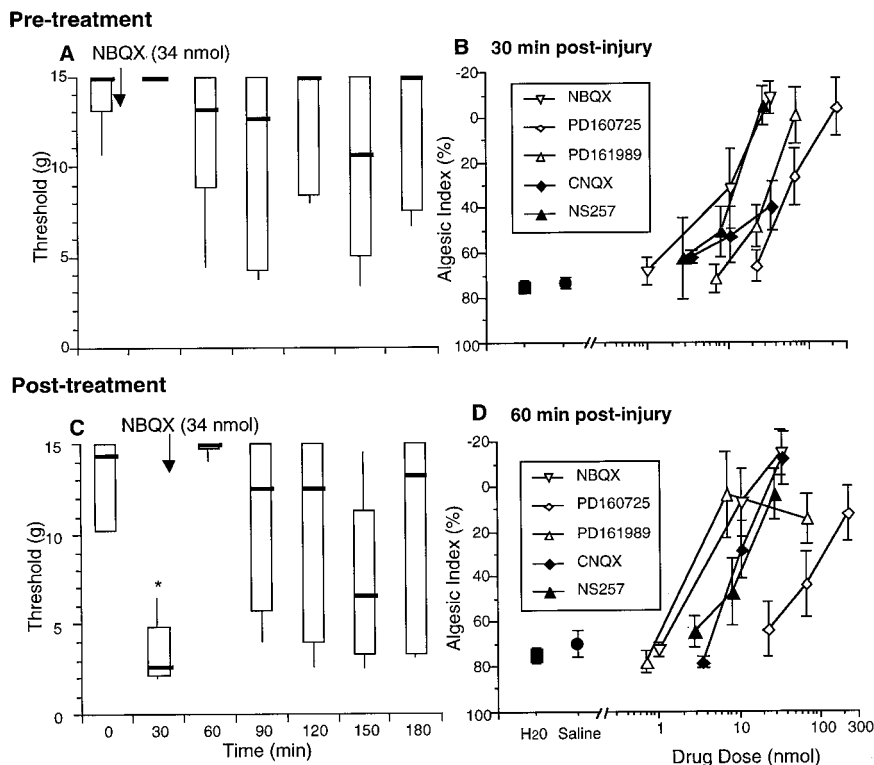 Pre-treatment
A NBQX (34 nmol)
Threshold (g)
15
10
5
0
B 30 min post-injury
Algesic Index (%)
-20
0
20
40
60
80
100
NBQX
PD160725
PD161989
CNQX
NS257
Post-treatment
C NBQX (34 nmol)
Threshold (g)
15
10
5
0
*
0 30 60 90 120 150 180
Time (min)
D 60 min post-injury
Algesic Index (%)
-20
0
20
40
60
80
100
NBQX
PD160725
PD161989
CNQX
NS257
H20 Saline
1 10 100 300
Drug Dose (nmol)